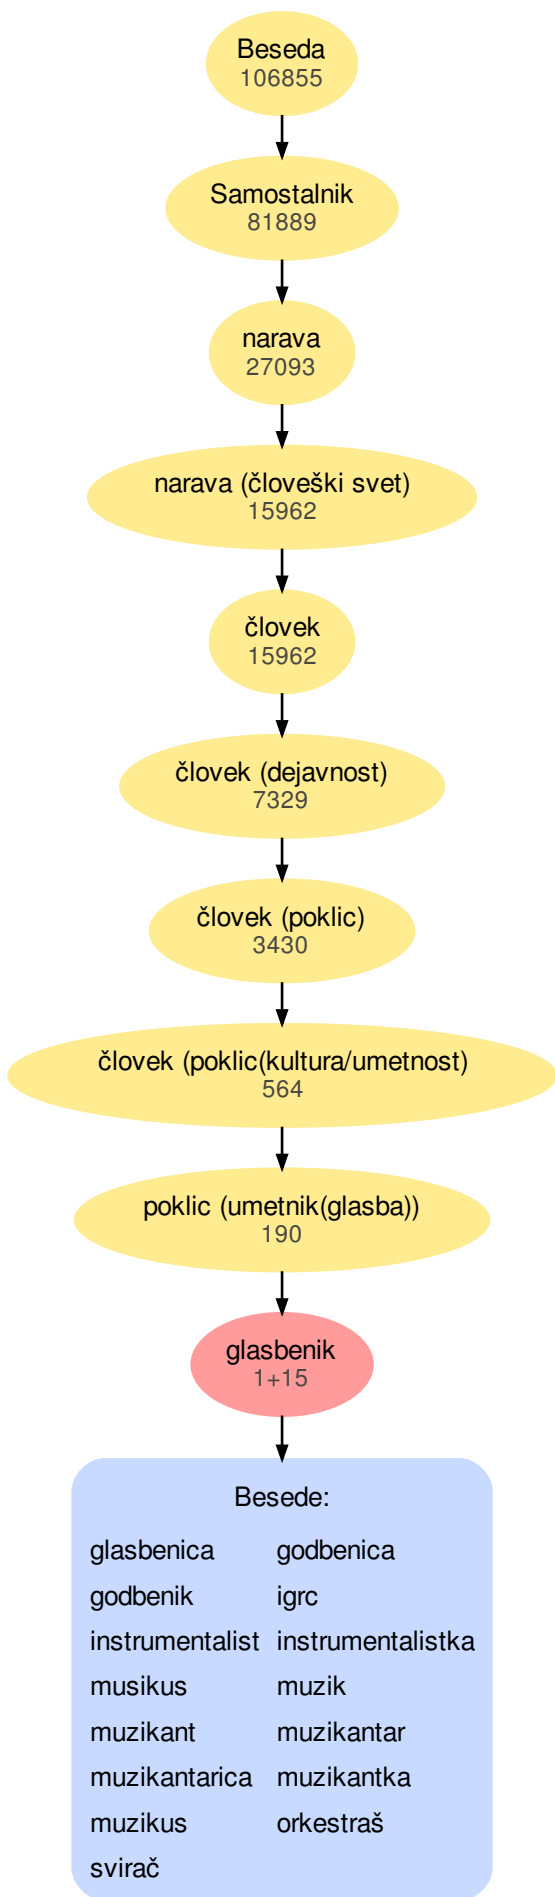 Beseda
106855
Samostalnik
81889
narava
27093
narava (človeški svet)
15962
človek
15962
človek (dejavnost)
7329
človek (poklic)
3430
človek (poklic(kultura/umetnost)
564
poklic (umetnik(glasba))
190
glasbenik
1+15
Besede:
glasbenica godbenica
godbenik igrc
instrumentalist instrumentalistka
musikus muzik
muzikant muzikantar
muzikantarica muzikantka
muzikus orkestraš
svirač